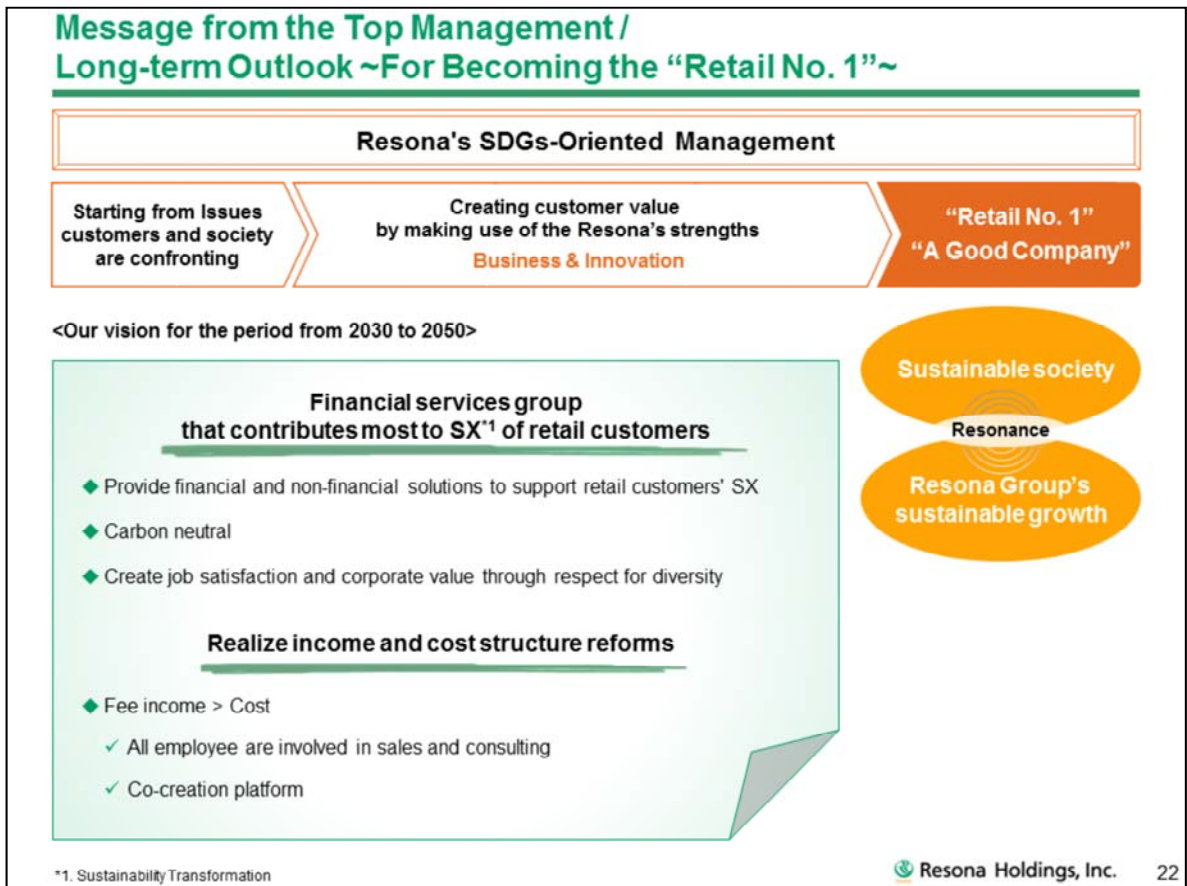 Message from the Top Management /
Long-term Outlook ~For Becoming the “Retail No. 1”~
Resona's SDGs-Oriented Management
Starting from Issues
customers and society
are confronting
Creating customer value
by making use of the Resona’s strengths
Business & Innovation
“Retail No. 1”
“A Good Company”
<Our vision for the period from 2030 to 2050>
Financial services group
that contributes most to SX*1 of retail customers
◆ Provide financial and non-financial solutions to support retail customers' SX
◆ Carbon neutral
◆ Create job satisfaction and corporate value through respect for diversity
Realize income and cost structure reforms
◆ Fee income > Cost
✓ All employee are involved in sales and consulting
✓ Co-creation platform
Sustainable society
Resonance
Resona Group’s
sustainable growth
*1. Sustainability Transformation
Resona Holdings, Inc.
22